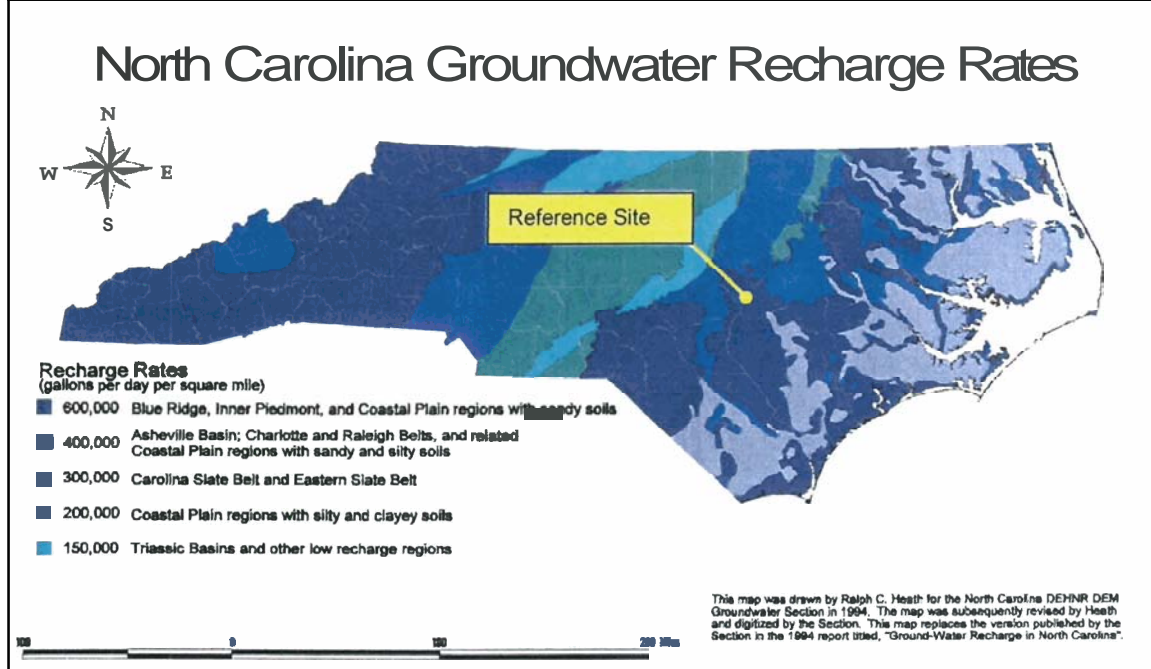 North Carolina Groundwater Recharge Rates
N
W
E
S
Reference Site
Recharge Rates
(gallons per day per square mile)
600,000 Blue Ridge, Inner Piedmont, and Coastal Plain regions with sandy soils
400,000 Asheville Basin; Charlotte and Raleigh Belts, and related
Coastal Plain regions with sandy and silty soils
300,000 Carolina Slate Belt and Eastern Slate Belt
200,000 Coastal Plain regions with silty and clayey soils
150,000 Triassic Basins and other low recharge regions
This map was drawn by Ralph C. Heath for the North Carolina DEHNR DEM
Groundwater Section in 1994. The map was subsequently revised by Heath
and digitized by the Section. This map replaces the version published by the
Section in the 1994 report titled, "Ground-Water Recharge in North Carolina".
100 0 100 200 Miles